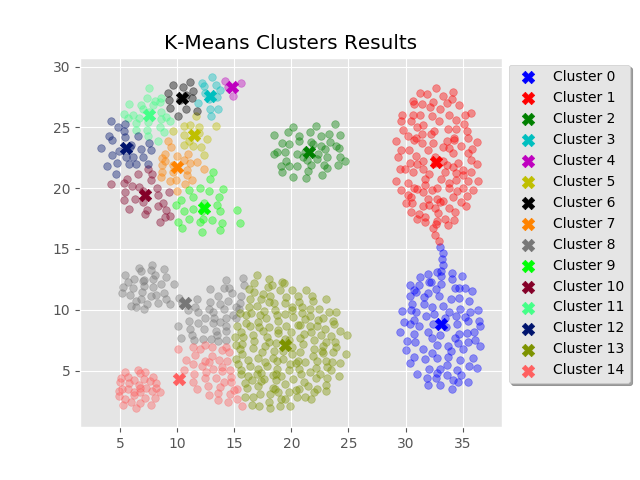 K-Means Clusters Results
30
25
20
15
10
5
5 10 15 20 25 30 35
Cluster 0
Cluster 1
Cluster 2
Cluster 3
Cluster 4
Cluster 5
Cluster 6
Cluster 7
Cluster 8
Cluster 9
Cluster 10
Cluster 11
Cluster 12
Cluster 13
Cluster 14